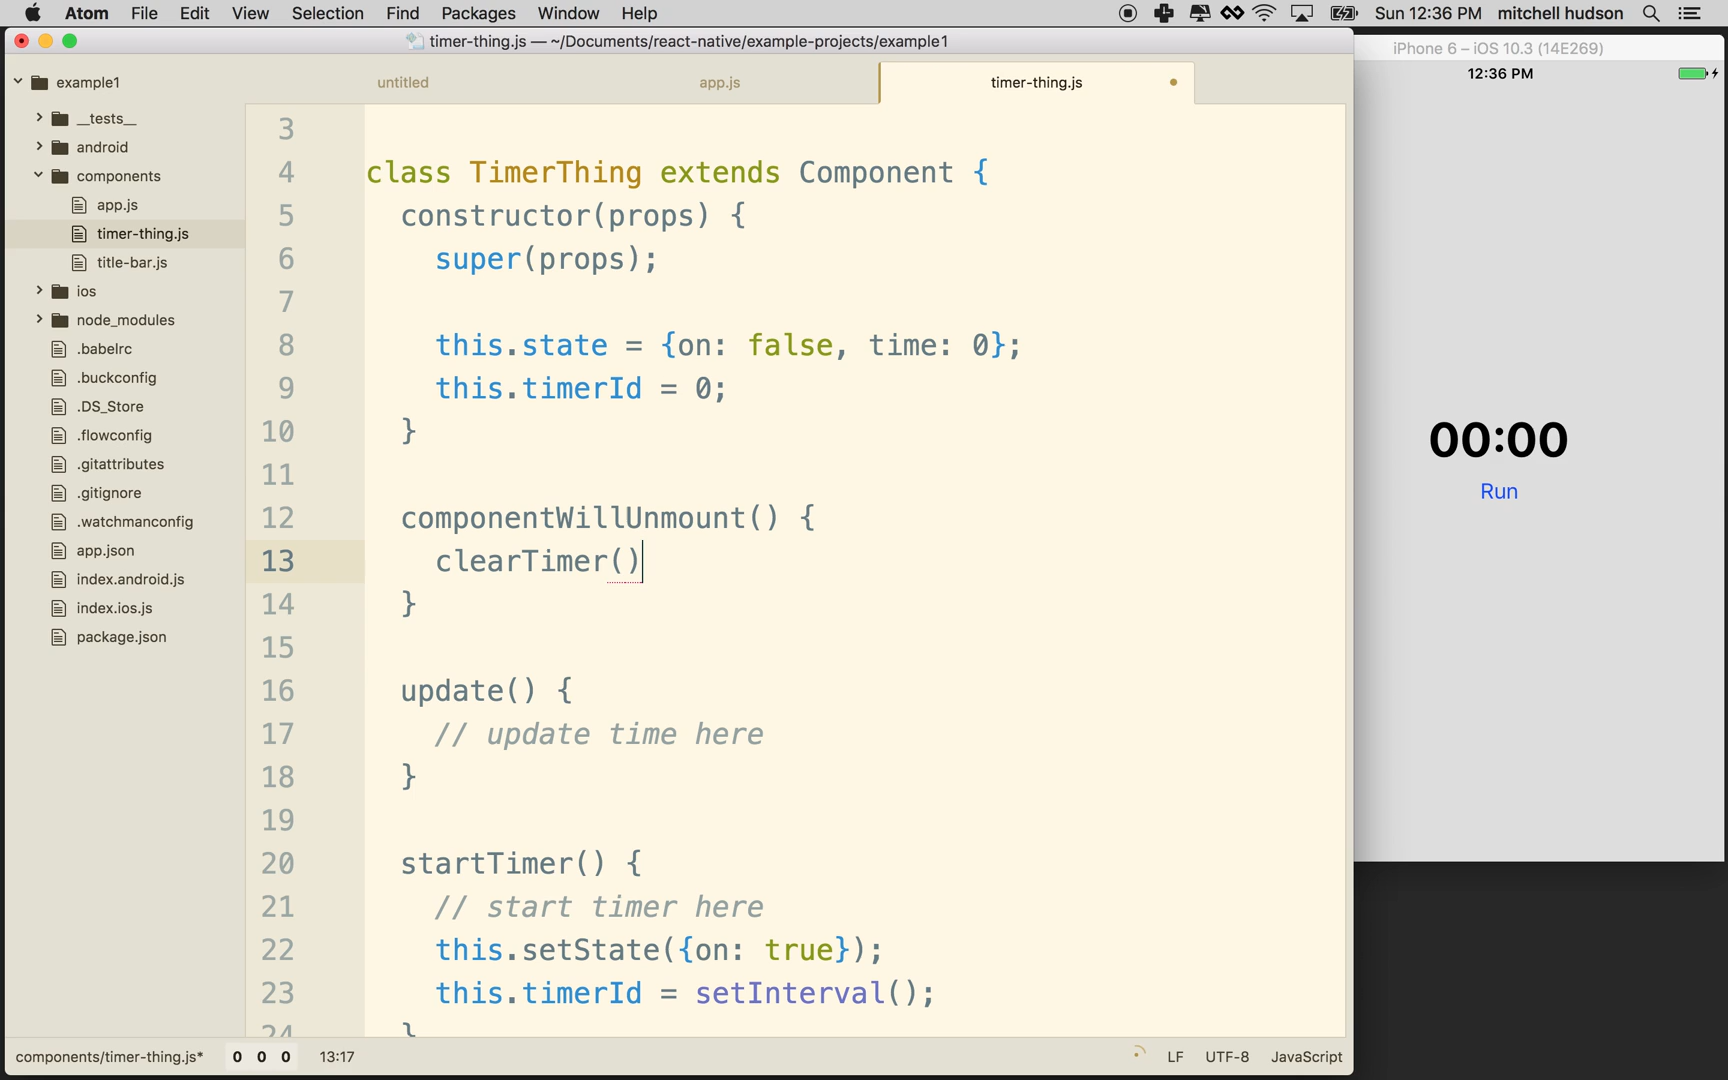 Atom File Edit View Selection Find Packages Window Help Sun 12:36 PM mitchell hudson
timer-thing.js — ~/Documents/react-native/example-projects/example1
iPhone 6 – iOS 10.3 (14E269)
12:36 PM
example1
__tests__
android
components
app.js
timer-thing.js
title-bar.js
ios
node_modules
.babelrc
.buckconfig
.DS_Store
.flowconfig
.gitattributes
.gitignore
.watchmanconfig
app.json
index.android.js
index.ios.js
package.json
untitled app.js timer-thing.js
3
4 class TimerThing extends Component {
5 constructor(props) {
6 super(props);
7
8 this.state = {on: false, time: 0};
9 this.timerId = 0;
10 }
11
12 componentWillUnmount() {
13 clearTimer()
14 }
15
16 update() {
17 // update time here
18 }
19
20 startTimer() {
21 // start timer here
22 this.setState({on: true});
23 this.timerId = setInterval();
24 }
00:00
Run
components/timer-thing.js* 0 0 0 13:17 LF UTF-8 JavaScript